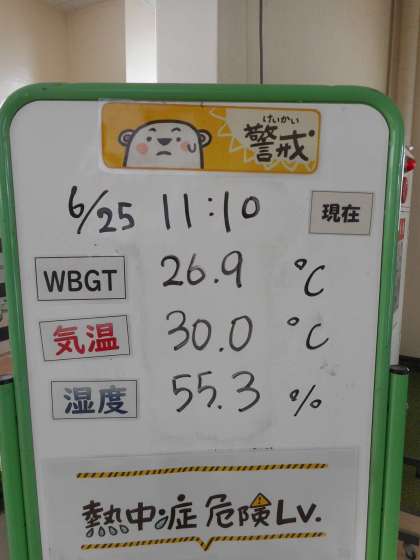 けいかい
警戒
6/25 11:10 現在
WBGT 26.9 ℃
気温 30.0 ℃
湿度 55.3 %
熱中症 危険Lv.